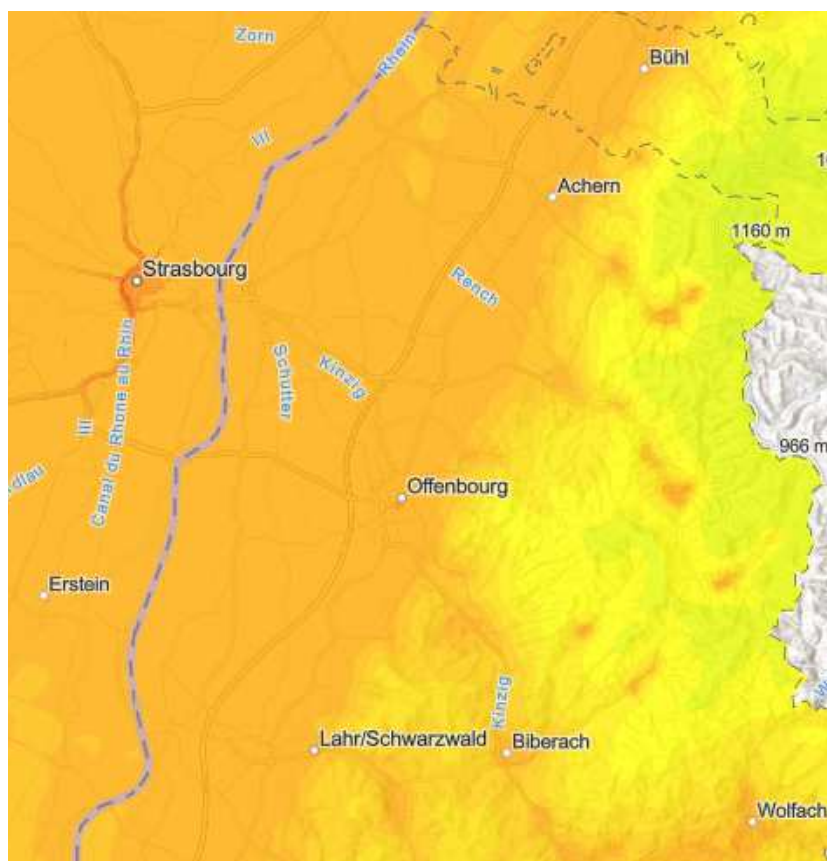 Zorn
Rhein
Bühl
Ill
Achern
1160 m
Strasbourg
Rench
Canal du Rhone au Rhin
Schutter
Kinzig
Ill
966 m
Offenbourg
Erstein
Kinzig
Lahr/Schwarzwald
Biberach
Wolfach